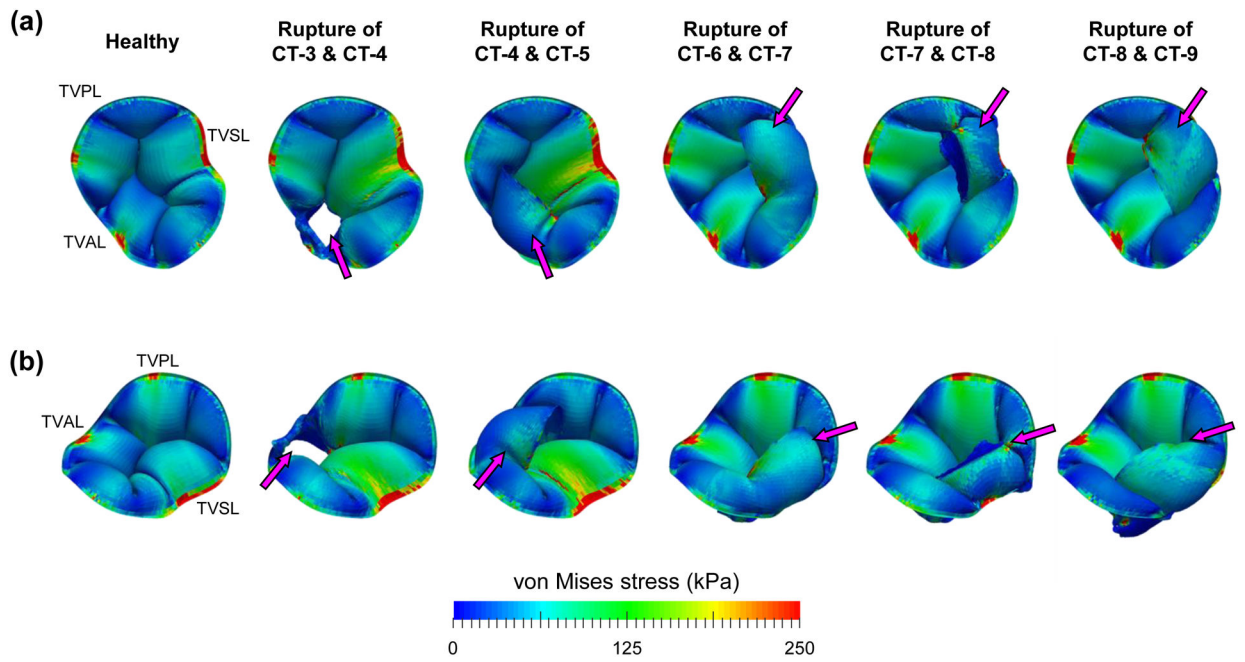 (a)
Healthy
Rupture of
CT-3 & CT-4
Rupture of
CT-4 & CT-5
Rupture of
CT-6 & CT-7
Rupture of
CT-7 & CT-8
Rupture of
CT-8 & CT-9
TVPL
TVSL
TVAL
(b)
TVPL
TVAL
TVSL
von Mises stress (kPa)
0
125
250